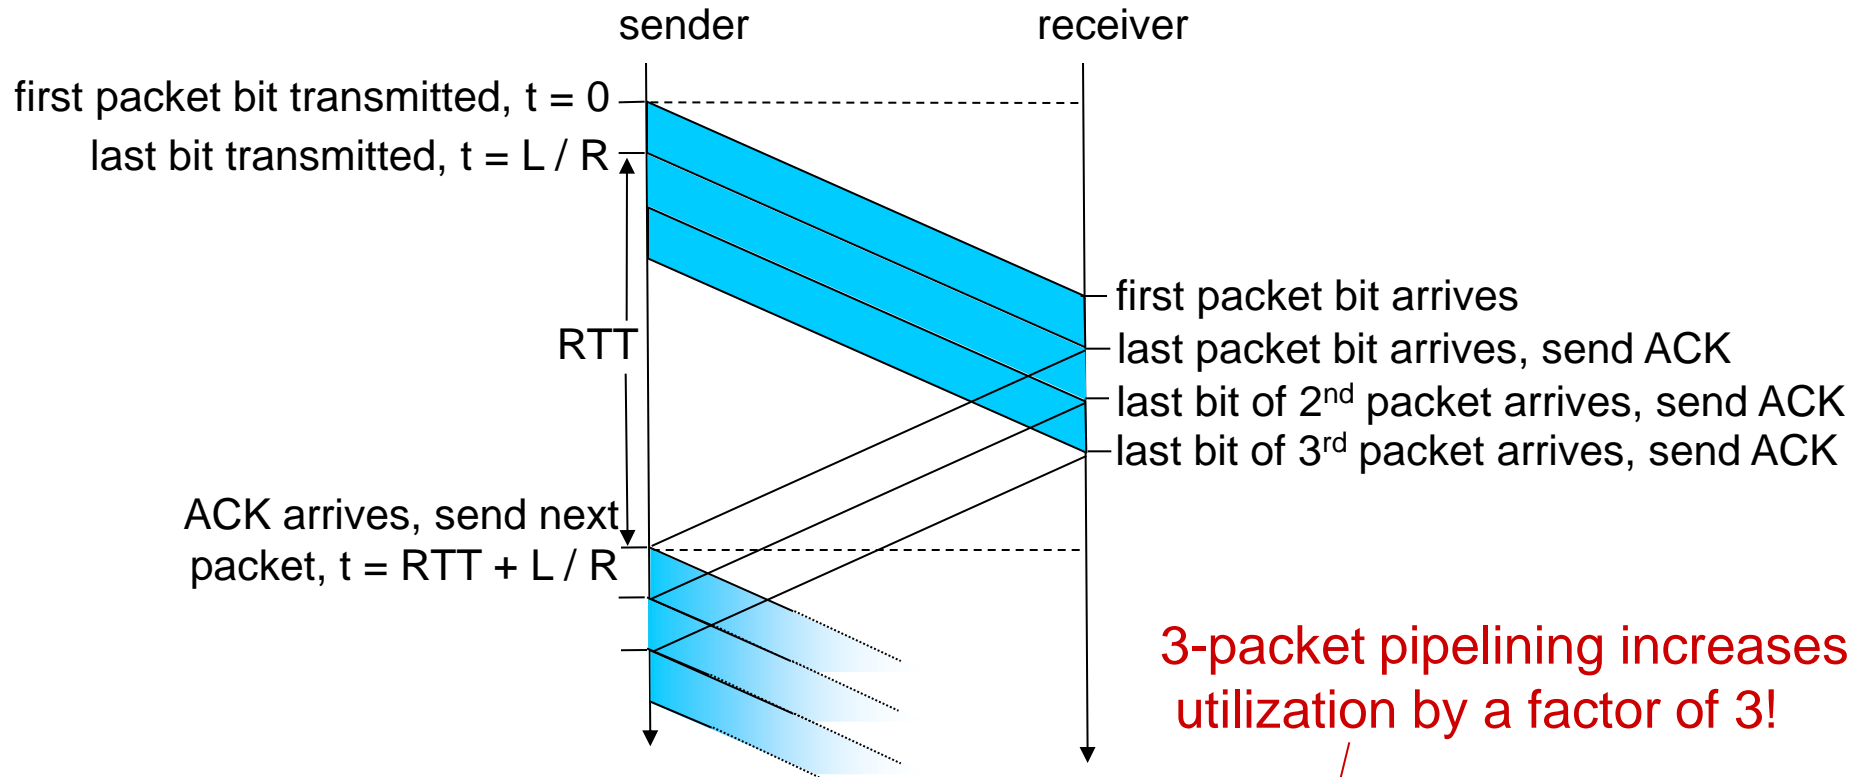 sender
receiver
first packet bit transmitted, t = 0
last bit transmitted, t = L / R
first packet bit arrives
RTT
last packet bit arrives, send ACK
last bit of 2nd packet arrives, send ACK
last bit of 3rd packet arrives, send ACK
ACK arrives, send next
packet, t = RTT + L / R
3-packet pipelining increases
utilization by a factor of 3!